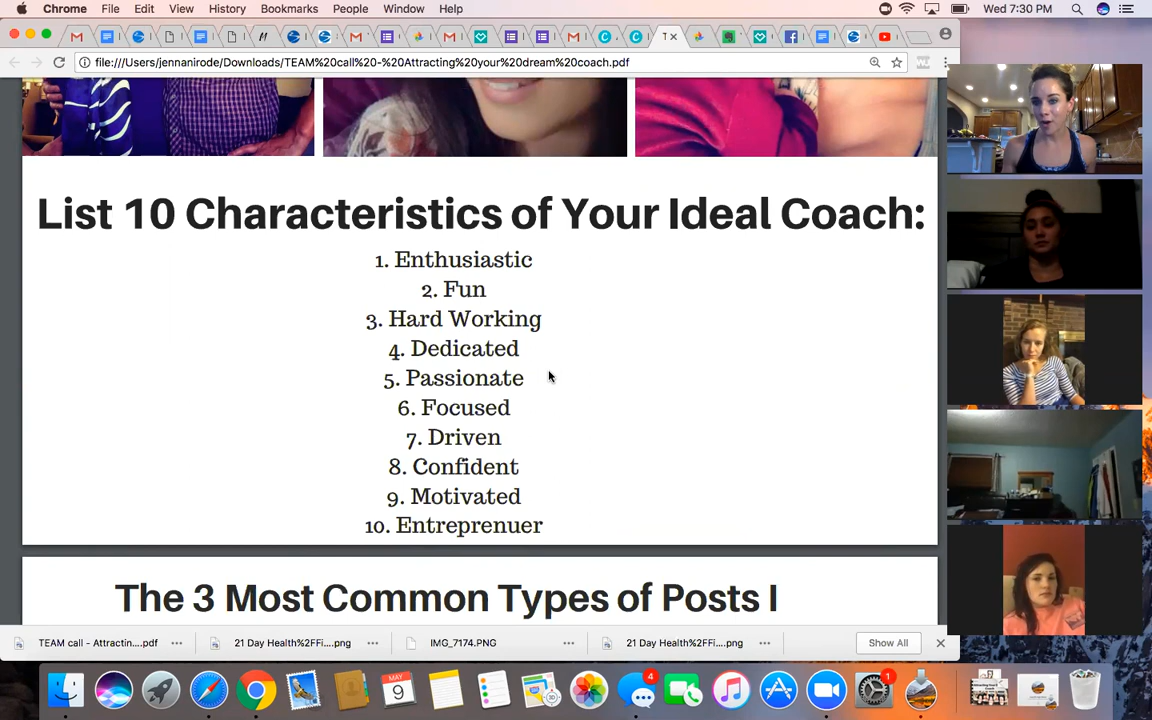 Chrome File Edit View History Bookmarks People Window Help Wed 7:30 PM
file:///Users/jennanirode/Downloads/TEAM%20call%20-%20Attracting%20your%20dream%20coach.pdf
List 10 Characteristics of Your Ideal Coach:
1. Enthusiastic
2. Fun
3. Hard Working
4. Dedicated
5. Passionate
6. Focused
7. Driven
8. Confident
9. Motivated
10. Entreprenuer
The 3 Most Common Types of Posts I
TEAM call - Attractin....pdf 21 Day Health%2FFi....png IMG_7174.PNG 21 Day Health%2FFi....png Show All
MAY
9
4
1